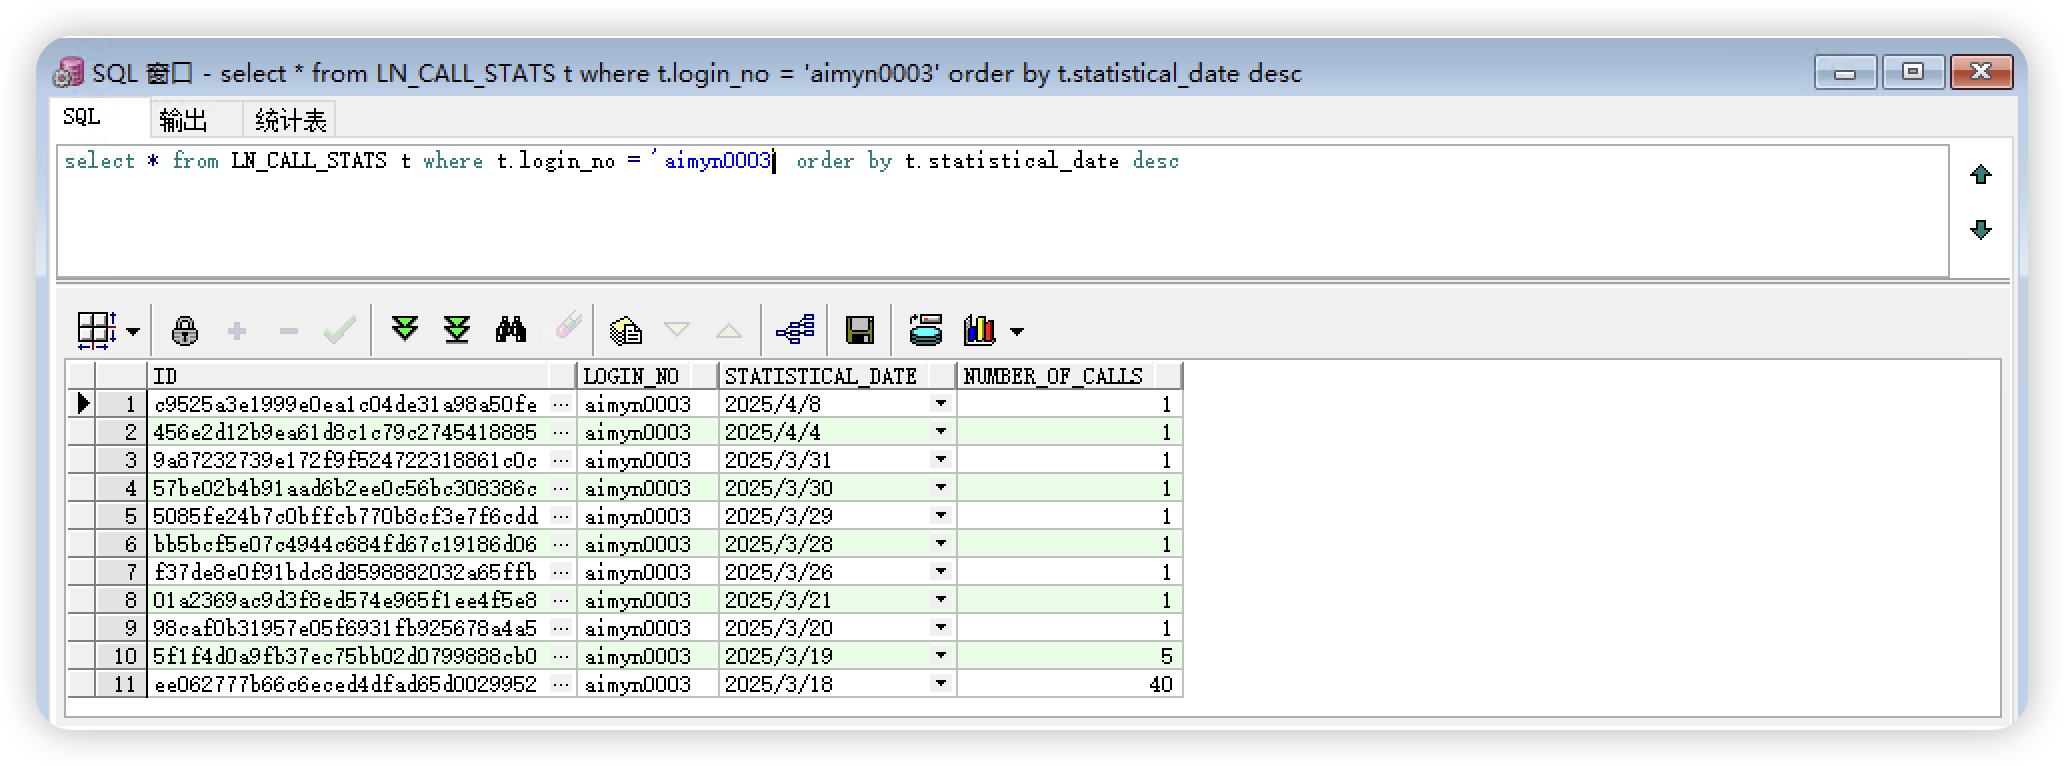 SQL 窗口 - select * from LN_CALL_STATS t where t.login_no = 'aimyn0003' order by t.statistical_date desc
SQL 输出 统计表
select * from LN_CALL_STATS t where t.login_no = 'aimyn0003 order by t.statistical_date desc
ID LOGIN_NO STATISTICAL_DATE NUMBER_OF_CALLS
1 c9525a3e1999e0ea1c04de31a98a50fe ... aimyn0003 2025/4/8 1
2 456e2d12b9ea61d8c1c79c2745418885 ... aimyn0003 2025/4/4 1
3 9a87232739e172f9f524722318861c0c ... aimyn0003 2025/3/31 1
4 57be02b4b91aad6b2ee0c56bc308386c ... aimyn0003 2025/3/30 1
5 5085fe24b7c0bffcb770b8cf3e7f6cdd ... aimyn0003 2025/3/29 1
6 bb5bcf5e07c4944c684fd67c19186d06 ... aimyn0003 2025/3/28 1
7 f37de8e0f91bdc8d8598882032a65ffb ... aimyn0003 2025/3/26 1
8 01a2369ac9d3f8ed574e965f1ee4f5e8 ... aimyn0003 2025/3/21 1
9 98caf0b31957e05f6931fb925678a4a5 ... aimyn0003 2025/3/20 1
10 5f1f4d0a9fb37ec75bb02d0799888cb0 ... aimyn0003 2025/3/19 5
11 ee062777b66c6eced4dfad65d0029952 ... aimyn0003 2025/3/18 40